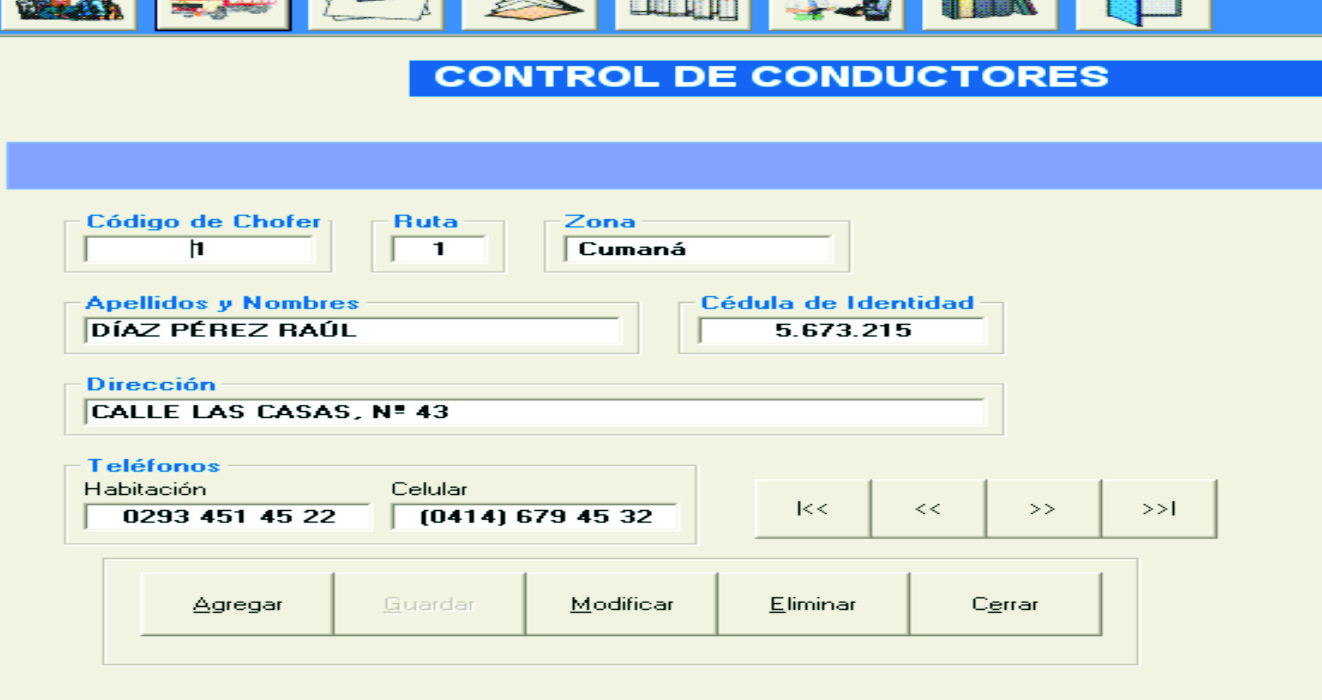 CONTROL DE CONDUCTORES
Código de Chofer Ruta Zona
1 1 Cumaná
Apellidos y Nombres Cédula de Identidad
DÍAZ PÉREZ RAÚL 5.673.215
Dirección
CALLE LAS CASAS, Nº 43
Teléfonos
Habitación Celular
0293 451 45 22 (0414) 679 45 32
|<< << >> >>|
Agregar Guardar Modificar Eliminar Cerrar